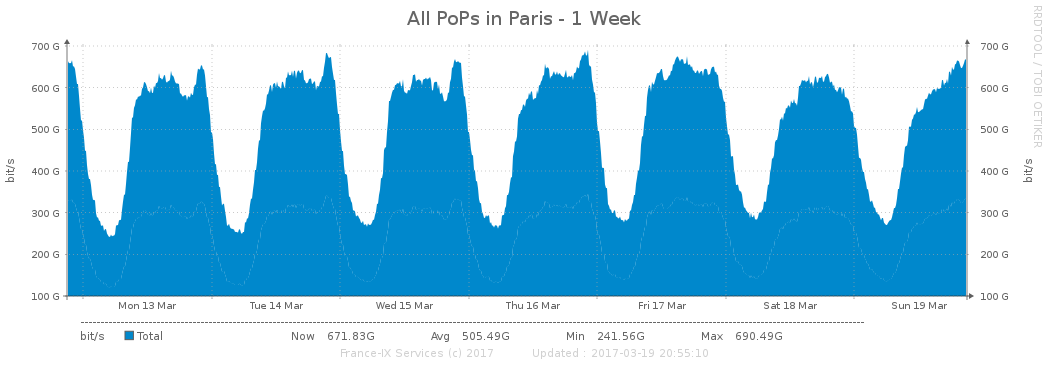 All PoPs in Paris - 1 Week
RRDTOOL / TOBI OETIKER
700 G 700 G
600 G 600 G
500 G 500 G
400 G 400 G
300 G 300 G
200 G 200 G
100 G 100 G
bit/s bit/s
Mon 13 Mar Tue 14 Mar Wed 15 Mar Thu 16 Mar Fri 17 Mar Sat 18 Mar Sun 19 Mar
bit/s Total Now 671.83G Avg 505.49G Min 241.56G Max 690.49G
France-IX Services (c) 2017 Updated : 2017-03-19 20:55:10